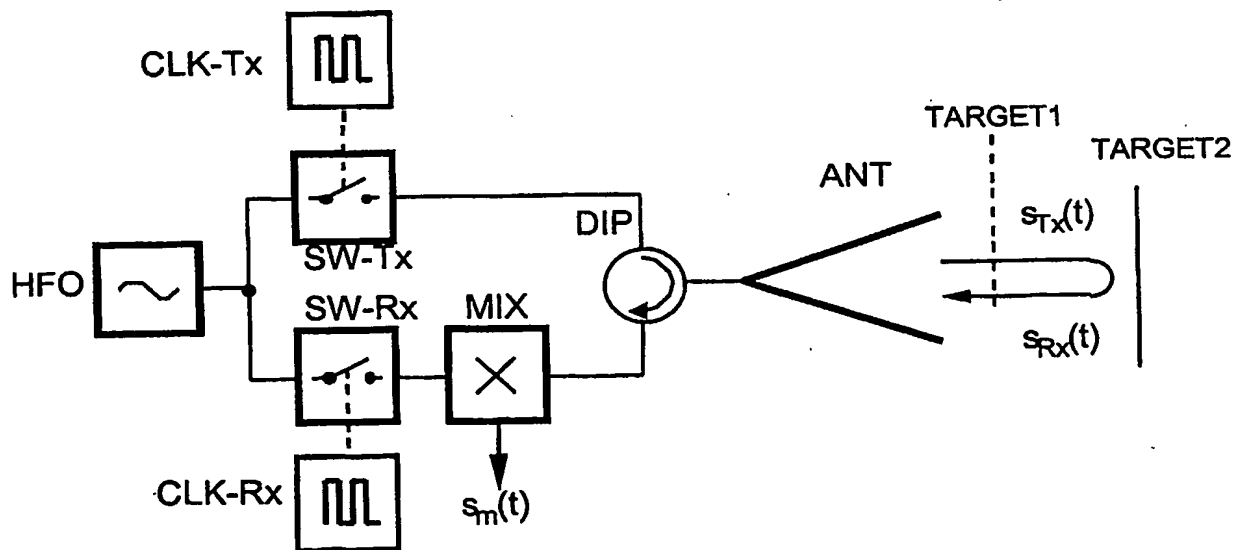 CLK-Tx
TARGET1
TARGET2
ANT
DIP
sTx(t)
SW-Tx
HFO
SW-Rx
MIX
sRx(t)
CLK-Rx
sm(t)